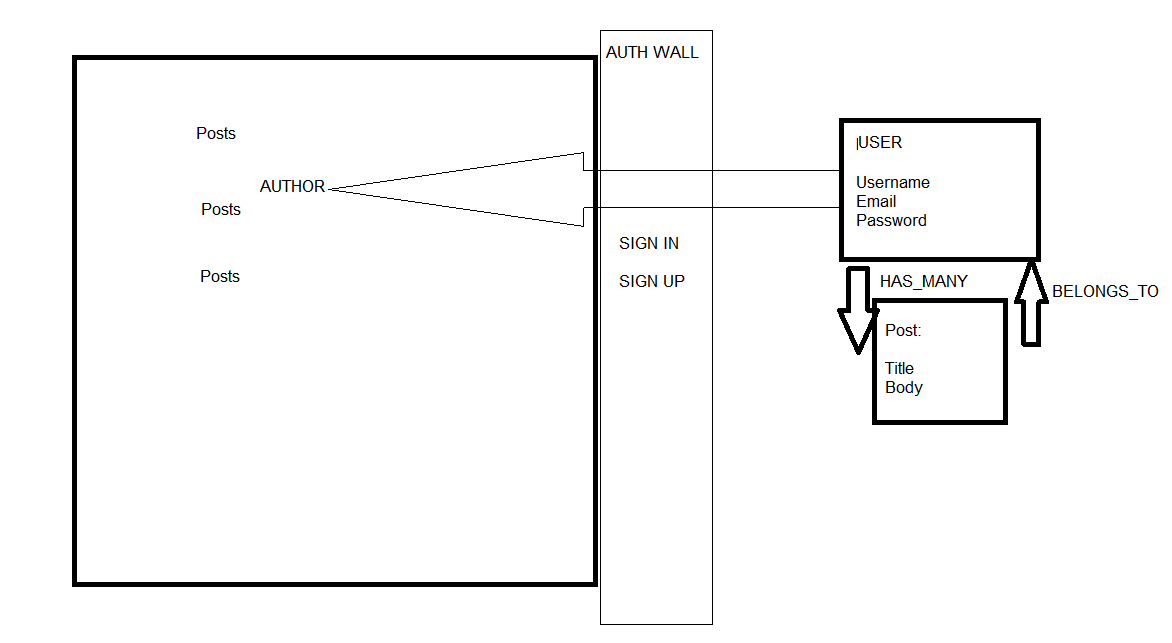 AUTH WALL
Posts
AUTHOR
Posts
Posts
SIGN IN
SIGN UP
USER
Username
Email
Password
HAS_MANY
BELONGS_TO
Post:
Title
Body